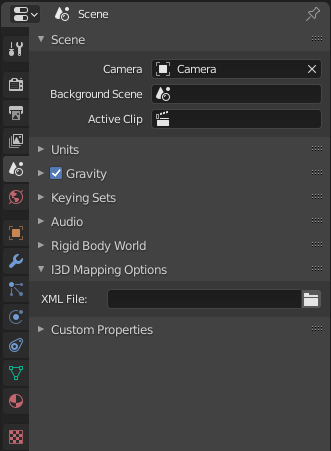 Scene
Scene
Camera Camera
Background Scene
Active Clip
Units
Gravity
Keying Sets
Audio
Rigid Body World
I3D Mapping Options
XML File:
Custom Properties